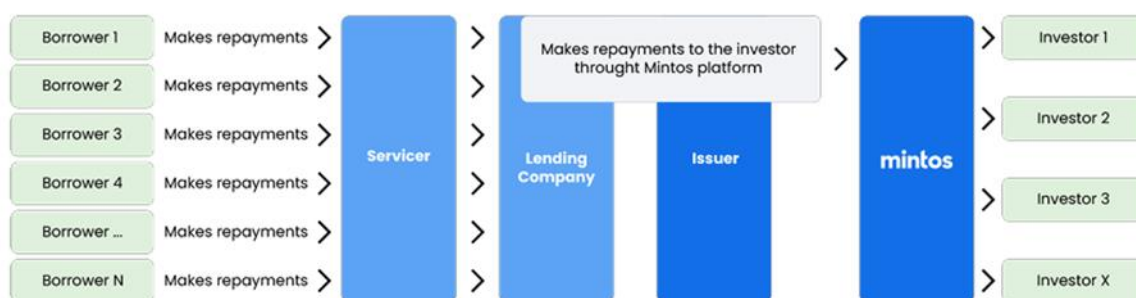 Borrower 1 Makes repayments
Borrower 2 Makes repayments
Borrower 3 Makes repayments
Borrower 4 Makes repayments
Borrower ... Makes repayments
Borrower N Makes repayments
Servicer
Lending
Company
Makes repayments to the investor
throught Mintos platform
Issuer
mintos
Investor 1
Investor 2
Investor 3
Investor X